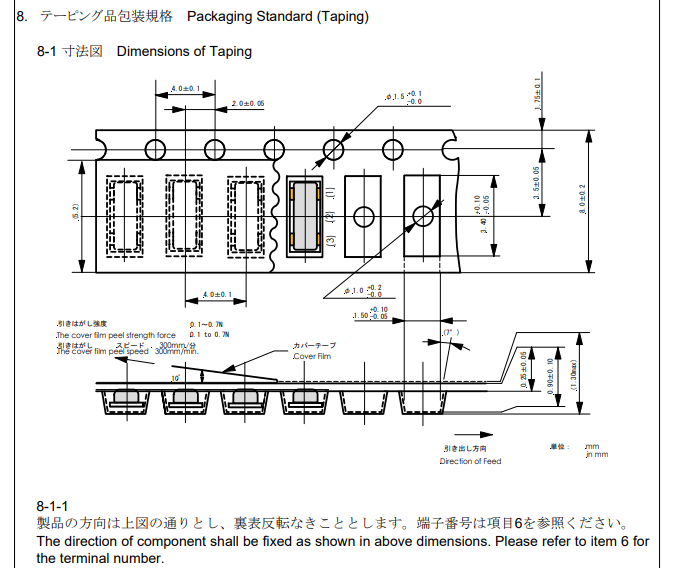 8. テーピング品包装規格 Packaging Standard (Taping)
8-1 寸法図 Dimensions of Taping
4.0±0.1
2.0±0.05
φ1.5 +0.1 -0.0
1.75±0.1
3.5±0.05
8.0±0.2
(5.2)
(1)
(2)
(3)
3.40 +0.10 -0.05
4.0±0.1
φ1.0 +0.2 -0.0
1.50 +0.10 -0.05
(7°)
引きはがし強度 0.1~0.7N
The cover film peel strength force 0.1 to 0.7N
引きはがし スピード . 300mm/分
The cover film peel speed 300mm/min.
カバーテープ
Cover Film
10°
0.25±0.05
0.90±0.10
(1.30max)
引き出し方向
Direction of Feed
単位: mm
in mm
8-1-1
製品の方向は上図の通りとし、裏表反転なきこととします。端子番号は項目6を参照ください。
The direction of component shall be fixed as shown in above dimensions. Please refer to item 6 for
the terminal number.